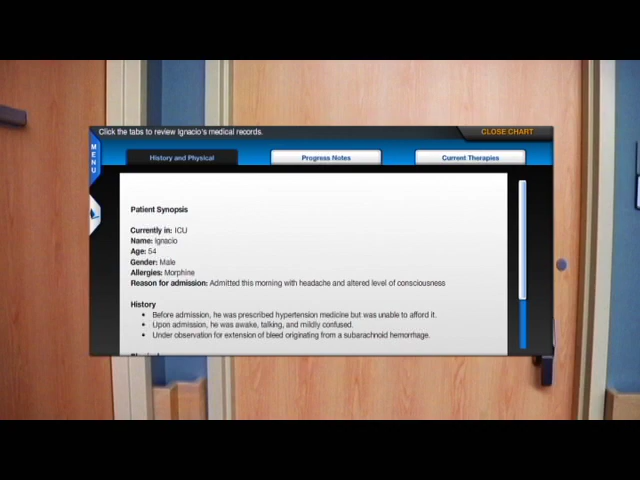 Click the tabs to review Ignacio's medical records.
CLOSE CHART
MENU
History and Physical
Progress Notes
Current Therapies
Patient Synopsis
Currently in: ICU
Name: Ignacio
Age: 54
Gender: Male
Allergies: Morphine
Reason for admission: Admitted this morning with headache and altered level of consciousness
History
• Before admission, he was prescribed hypertension medicine but was unable to afford it.
• Upon admission, he was awake, talking, and mildly confused.
• Under observation for extension of bleed originating from a subarachnoid hemorrhage.